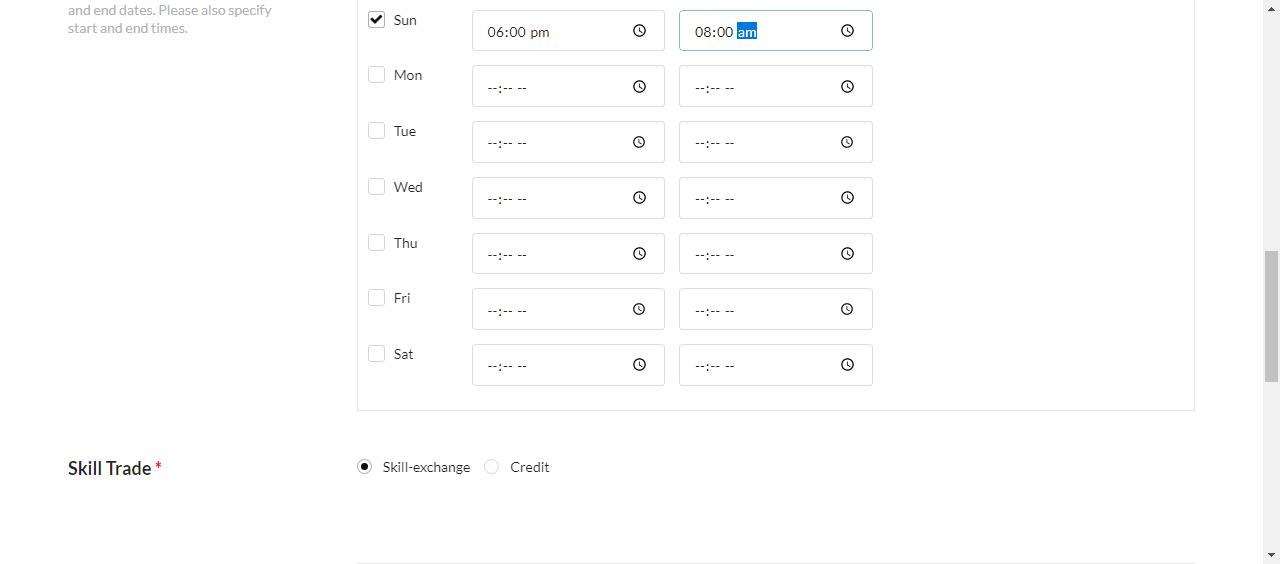 and end dates. Please also specify
start and end times.
Sun 06:00 pm 08:00 am
Mon --:-- -- --:-- --
Tue --:-- -- --:-- --
Wed --:-- -- --:-- --
Thu --:-- -- --:-- --
Fri --:-- -- --:-- --
Sat --:-- -- --:-- --
Skill Trade * Skill-exchange Credit